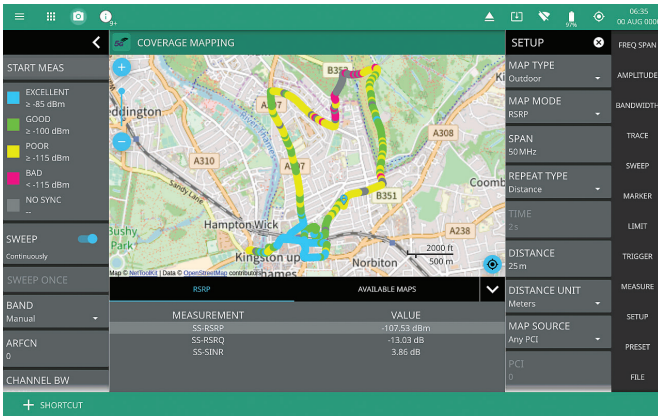 9+
97%
06:35
00 AUG 0000
COVERAGE MAPPING
SETUP
FREQ SPAN
AMPLITUDE
BANDWIDTH
TRACE
SWEEP
MARKER
LIMIT
TRIGGER
MEASURE
SETUP
PRESET
FILE
START MEAS
EXCELLENT
≥ -85 dBm
GOOD
≥ -100 dBm
POOR
≥ -115 dBm
BAD
< -115 dBm
NO SYNC
--
SWEEP
Continuously
SWEEP ONCE
BAND
Manual
ARFCN
0
CHANNEL BW
A308
A310
B351
A238
Sandy Lane
Hampton Wick
Bushy
Park
Kingston up
Thames
Norbiton
Coomb
2000 ft
500 m
Map © NetToolKit | Data © OpenStreetMap contributors
RSRP
AVAILABLE MAPS
MEASUREMENT VALUE
SS-RSRP -107.53 dBm
SS-RSRQ -13.03 dB
SS-SINR 3.86 dB
MAP TYPE
Outdoor
MAP MODE
RSRP
SPAN
50 MHz
REPEAT TYPE
Distance
TIME
2 s
DISTANCE
25 m
DISTANCE UNIT
Meters
MAP SOURCE
Any PCI
PCI
0
+ SHORTCUT